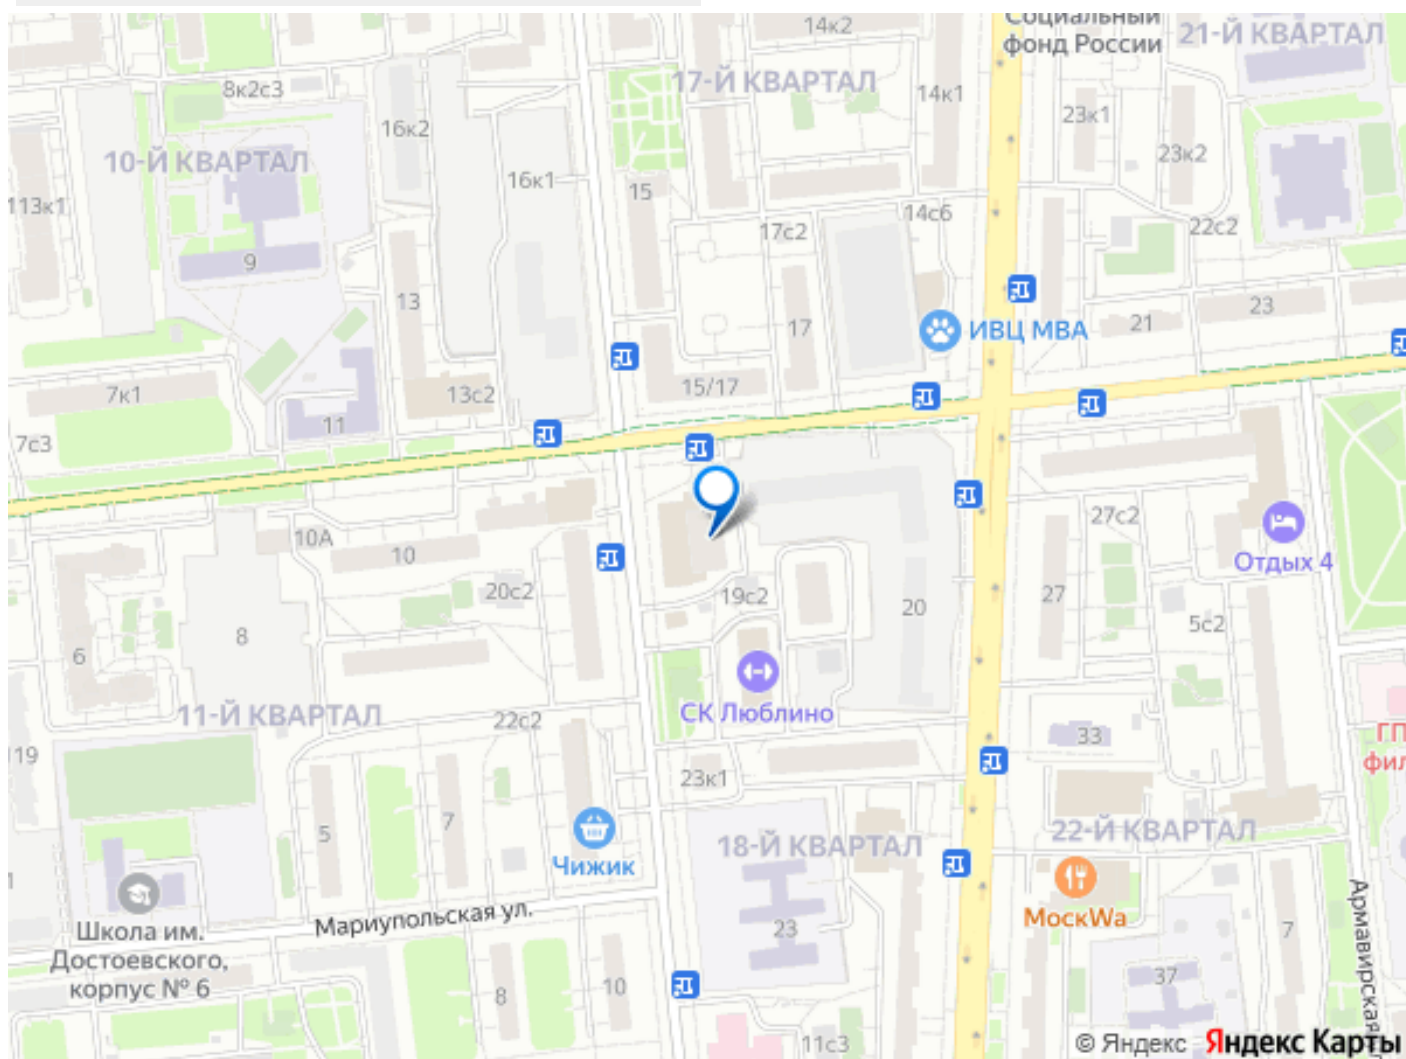 14к2
Социальный
фонд России
21-Й КВАРТАЛ
17-Й КВАРТАЛ
8к2с3
14к1
23к1
16к2
10-Й КВАРТАЛ
23к2
16к1
15
113к1
14с6
22с2
17с2
9
13
17
ИВЦ МВА
21
23
7к1
13с2
15/17
11
7с3
27с2
10А
10
Отдых 4
20с2
19с2
20
27
5с2
8
6
СК Люблино
11-Й КВАРТАЛ
22с2
33
19
23к1
5
7
18-Й КВАРТАЛ
22-Й КВАРТАЛ
Чижик
Мариупольская ул.
МоскWa
Армавирская
Школа им.
Достоевского,
корпус № 6
23
7
37
8
10
11с3
© Яндекс Яндекс Карты